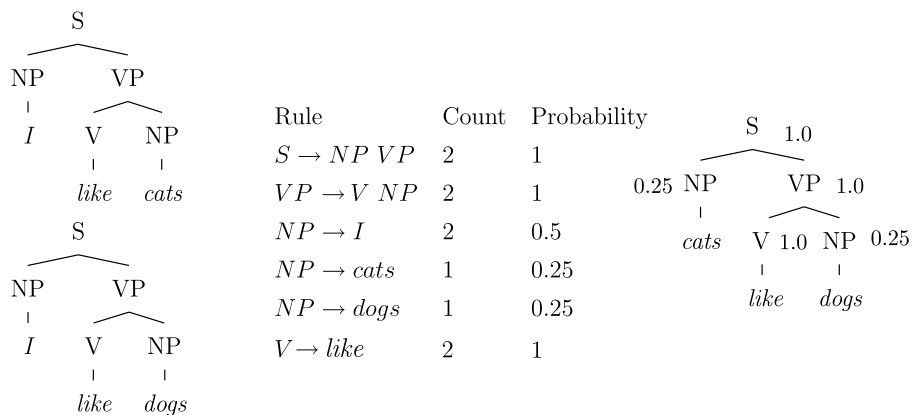 S
NP VP
I V NP
like cats
S
NP VP
I V NP
like dogs
Rule Count Probability
S → NP VP 2 1
VP → V NP 2 1
NP → I 2 0.5
NP → cats 1 0.25
NP → dogs 1 0.25
V → like 2 1
S 1.0
0.25 NP VP 1.0
cats V 1.0 NP 0.25
like dogs